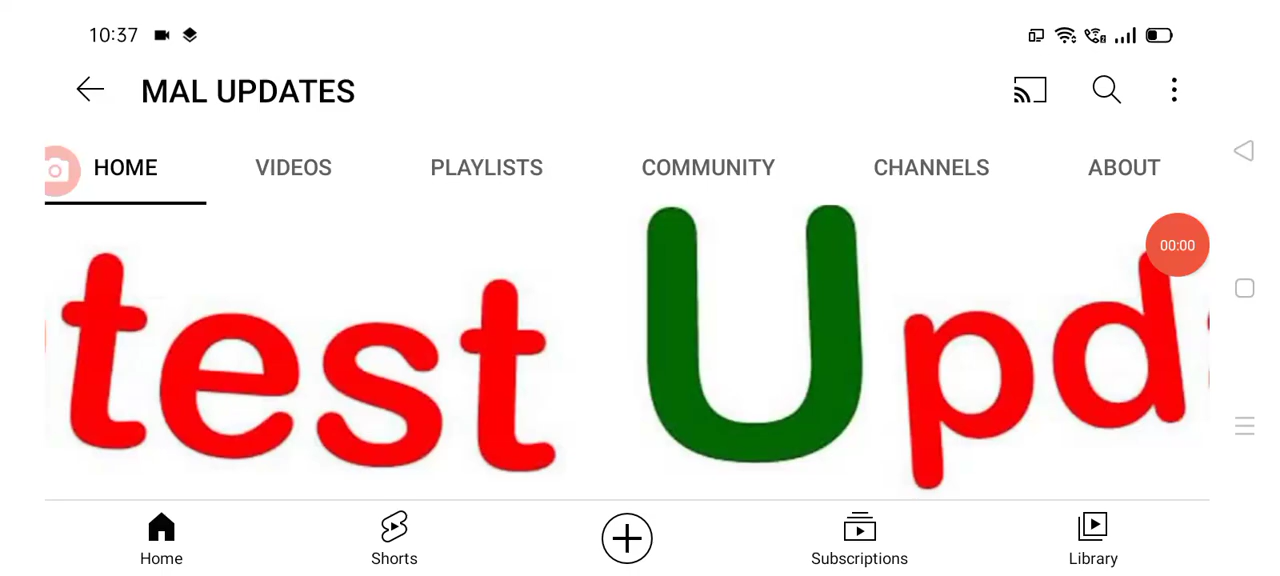 10:37
MAL UPDATES
HOME VIDEOS PLAYLISTS COMMUNITY CHANNELS ABOUT
00:00
test Upd
Home Shorts Subscriptions Library